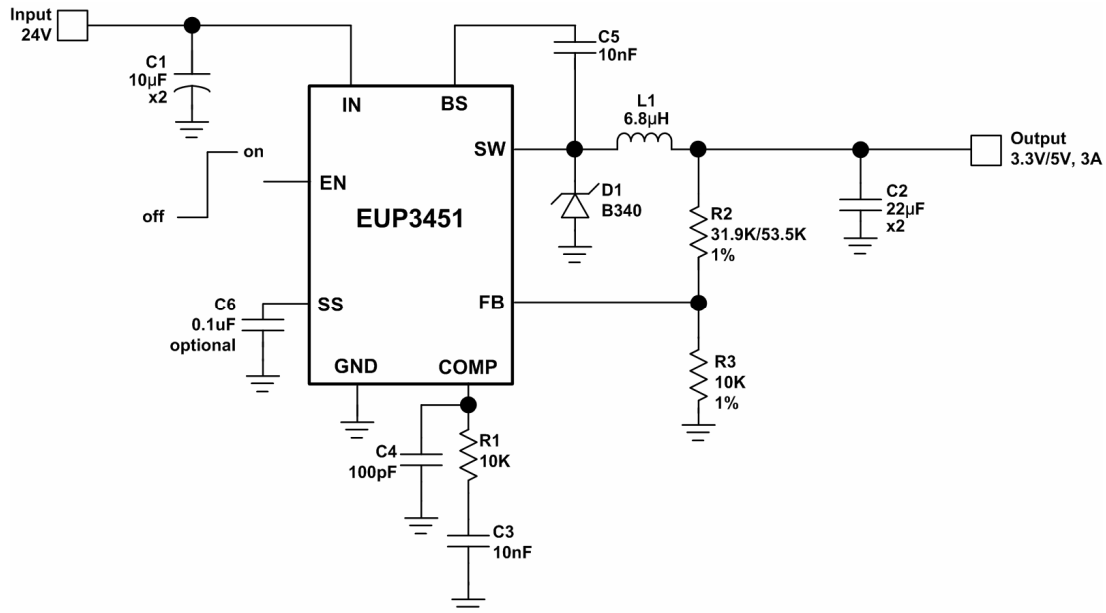 Input
24V
C1
10µF
x2
on
off
IN
BS
EN
SW
EUP3451
SS
FB
GND
COMP
C5
10nF
L1
6.8µH
D1
B340
Output
3.3V/5V, 3A
C2
22µF
x2
R2
31.9K/53.5K
1%
R3
10K
1%
C6
0.1uF
optional
C4
100pF
R1
10K
C3
10nF